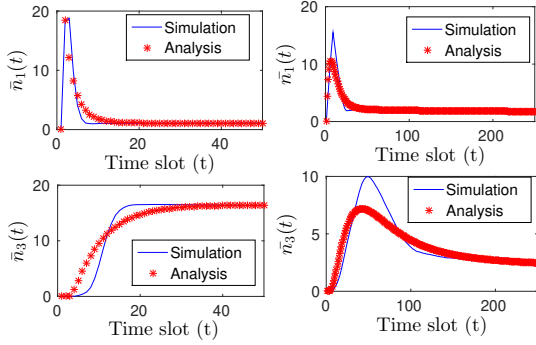 20
10
0
0 20 40
n̄₁(t)
Time slot (t)
Simulation
Analysis
20
10
0
0 100 200
n̄₁(t)
Time slot (t)
Simulation
Analysis
20
10
0
0 20 40
n̄₃(t)
Time slot (t)
Simulation
Analysis
10
5
0
0 100 200
n̄₃(t)
Time slot (t)
Simulation
Analysis